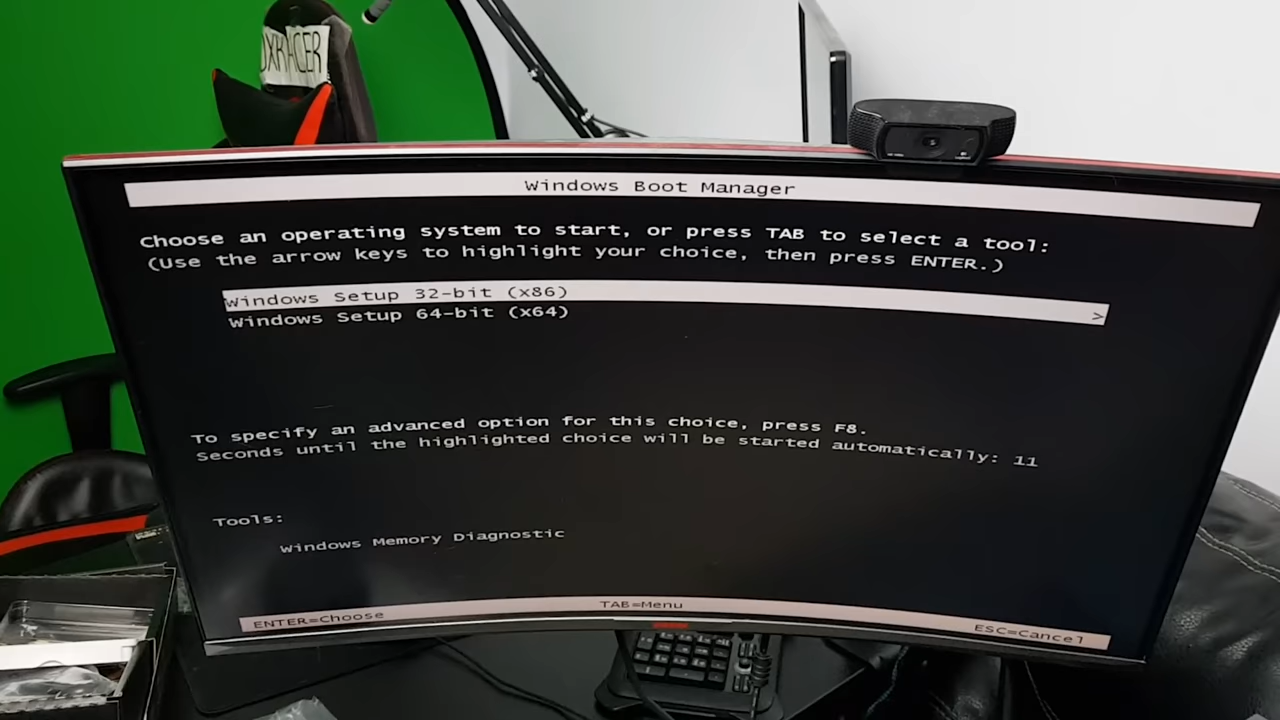 DXRACER
Windows Boot Manager
Choose an operating system to start, or press TAB to select a tool:
(Use the arrow keys to highlight your choice, then press ENTER.)
Windows Setup 32-bit (x86) >
Windows Setup 64-bit (x64)
To specify an advanced option for this choice, press F8.
Seconds until the highlighted choice will be started automatically: 11
Tools:
Windows Memory Diagnostic
ENTER=Choose TAB=Menu ESC=Cancel